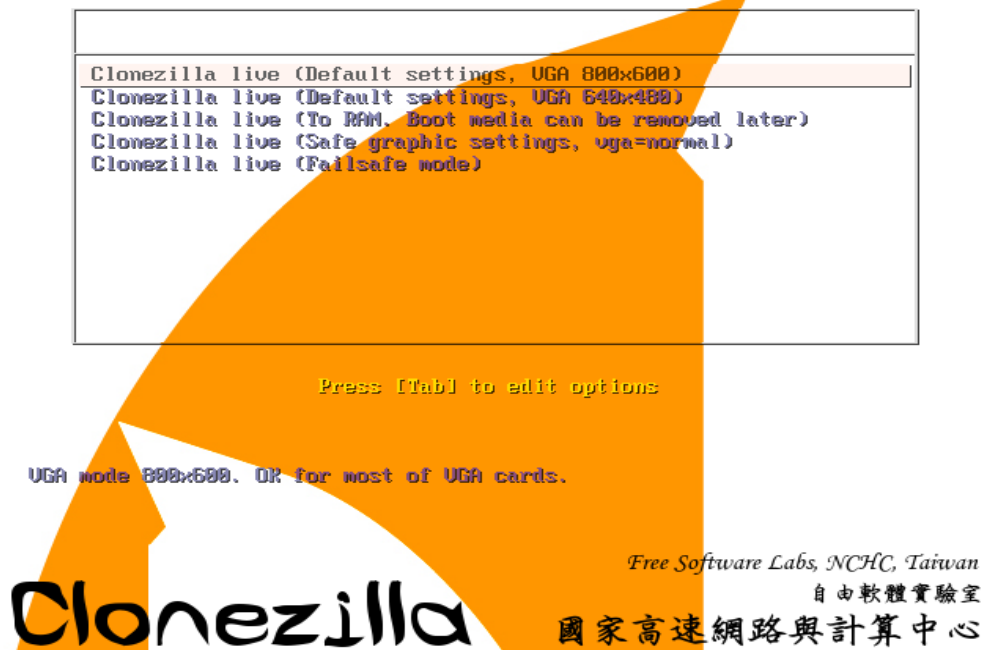 Clonezilla live (Default settings, VGA 800x600)
Clonezilla live (Default settings, VGA 640x480)
Clonezilla live (To RAM. Boot media can be removed later)
Clonezilla live (Safe graphic settings, vga=normal)
Clonezilla live (Failsafe mode)
Press [Tab] to edit options
VGA mode 800x600. OK for most of VGA cards.
Free Software Labs, NCHC, Taiwan
自由軟體實驗室
Clonezilla
國家高速網路與計算中心